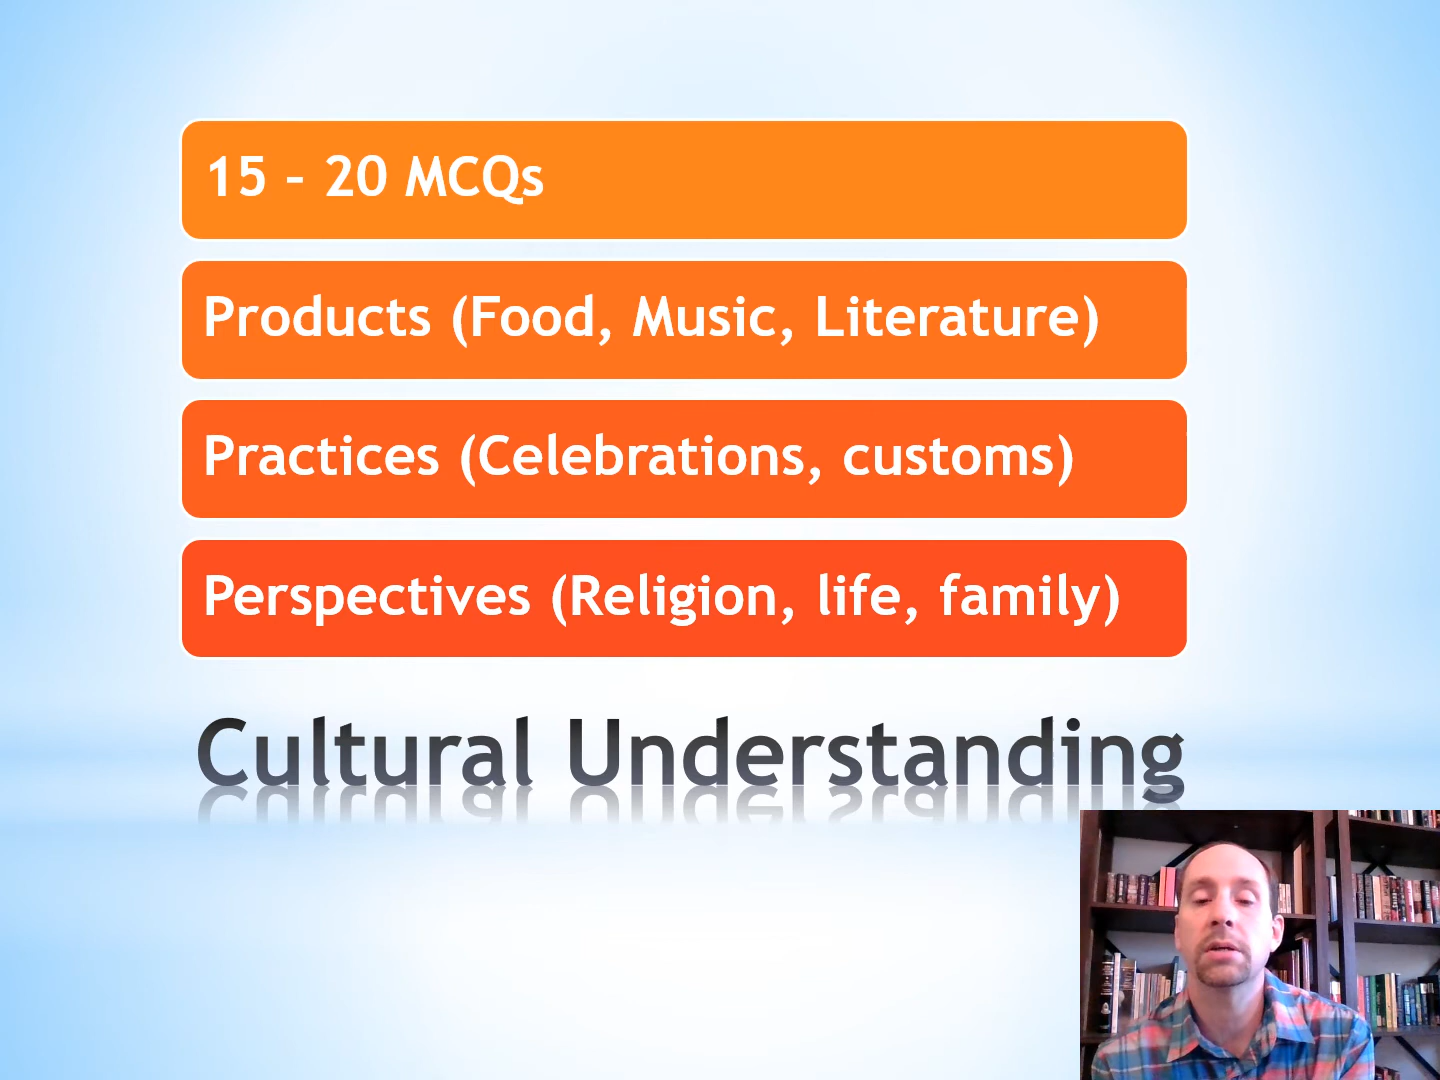 15 – 20 MCQs
Products (Food, Music, Literature)
Practices (Celebrations, customs)
Perspectives (Religion, life, family)
Cultural Understanding